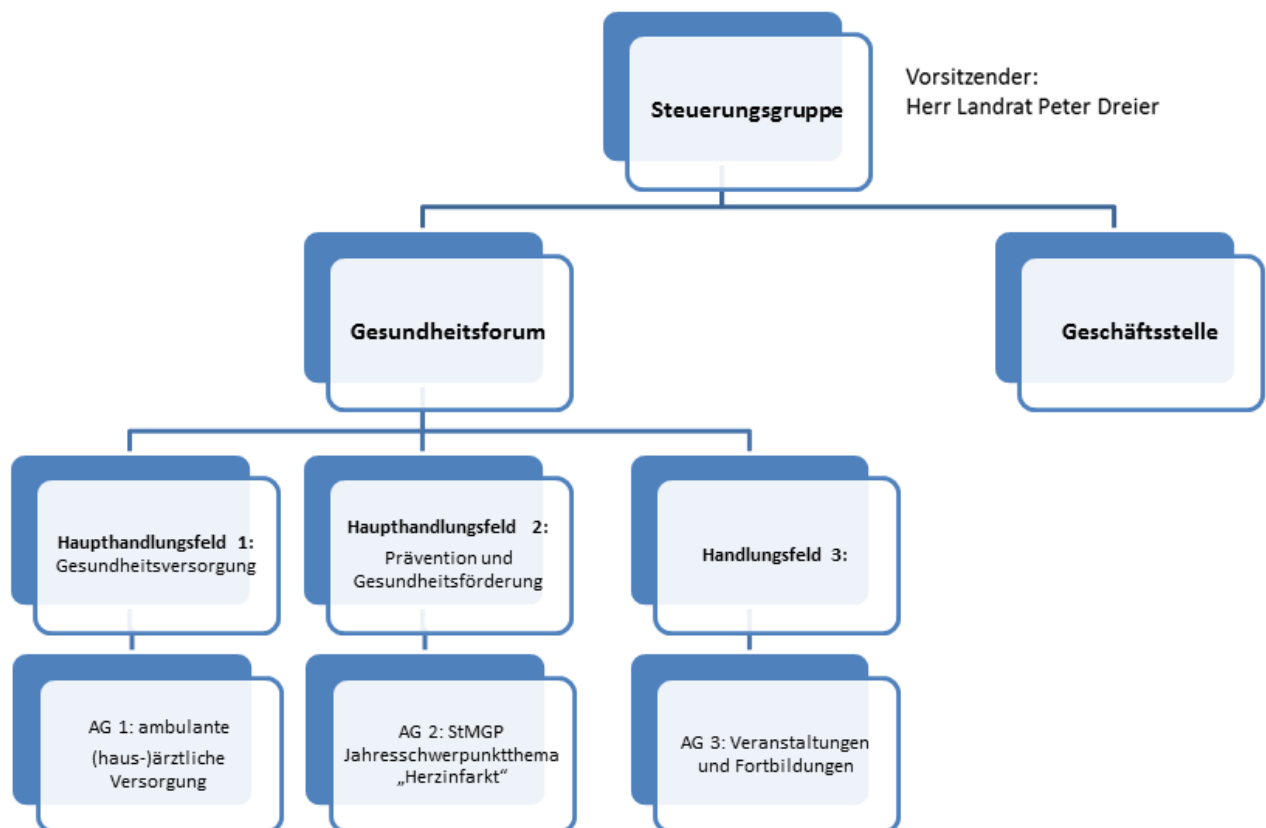 Steuerungsgruppe
Vorsitzender:
Herr Landrat Peter Dreier
Gesundheitsforum
Geschäftsstelle
Haupthandlungsfeld 1:
Gesundheitsversorgung
Haupthandlungsfeld 2:
Prävention und
Gesundheitsförderung
Handlungsfeld 3:
AG 1: ambulante
(haus-)ärztliche
Versorgung
AG 2: StMGP
Jahresschwerpunktthema
„Herzinfarkt“
AG 3: Veranstaltungen
und Fortbildungen